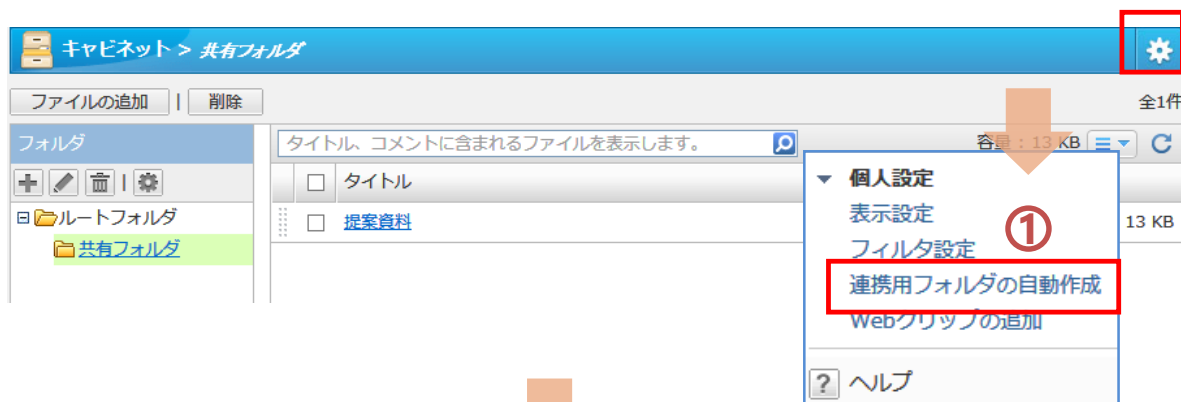 キャビネット > 共有フォルダ
ファイルの追加 | 削除
全1件
フォルダ
タイトル、コメントに含まれるファイルを表示します。
容量 : 13 KB
タイトル
ルートフォルダ
提案資料
13 KB
共有フォルダ
個人設定
表示設定
①
フィルタ設定
連携用フォルダの自動作成
Webクリップの追加
? ヘルプ